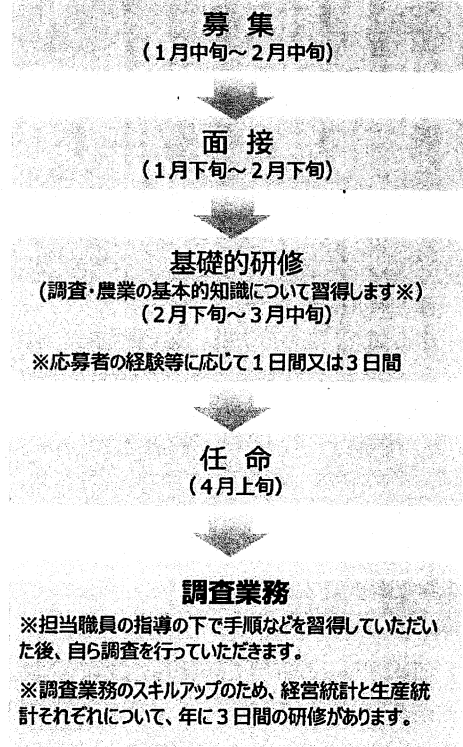 募 集
（１月中旬～２月中旬）
面 接
（１月下旬～２月下旬）
基礎的研修
（調査・農業の基本的知識について習得します※）
（２月下旬～３月中旬）
※応募者の経験等に応じて１日間又は３日間
任 命
（４月上旬）
調査業務
※担当職員の指導の下で手順などを習得していただい
た後、自ら調査を行っていただきます。
※調査業務のスキルアップのため、経営統計と生産統
計それぞれについて、年に３日間の研修があります。